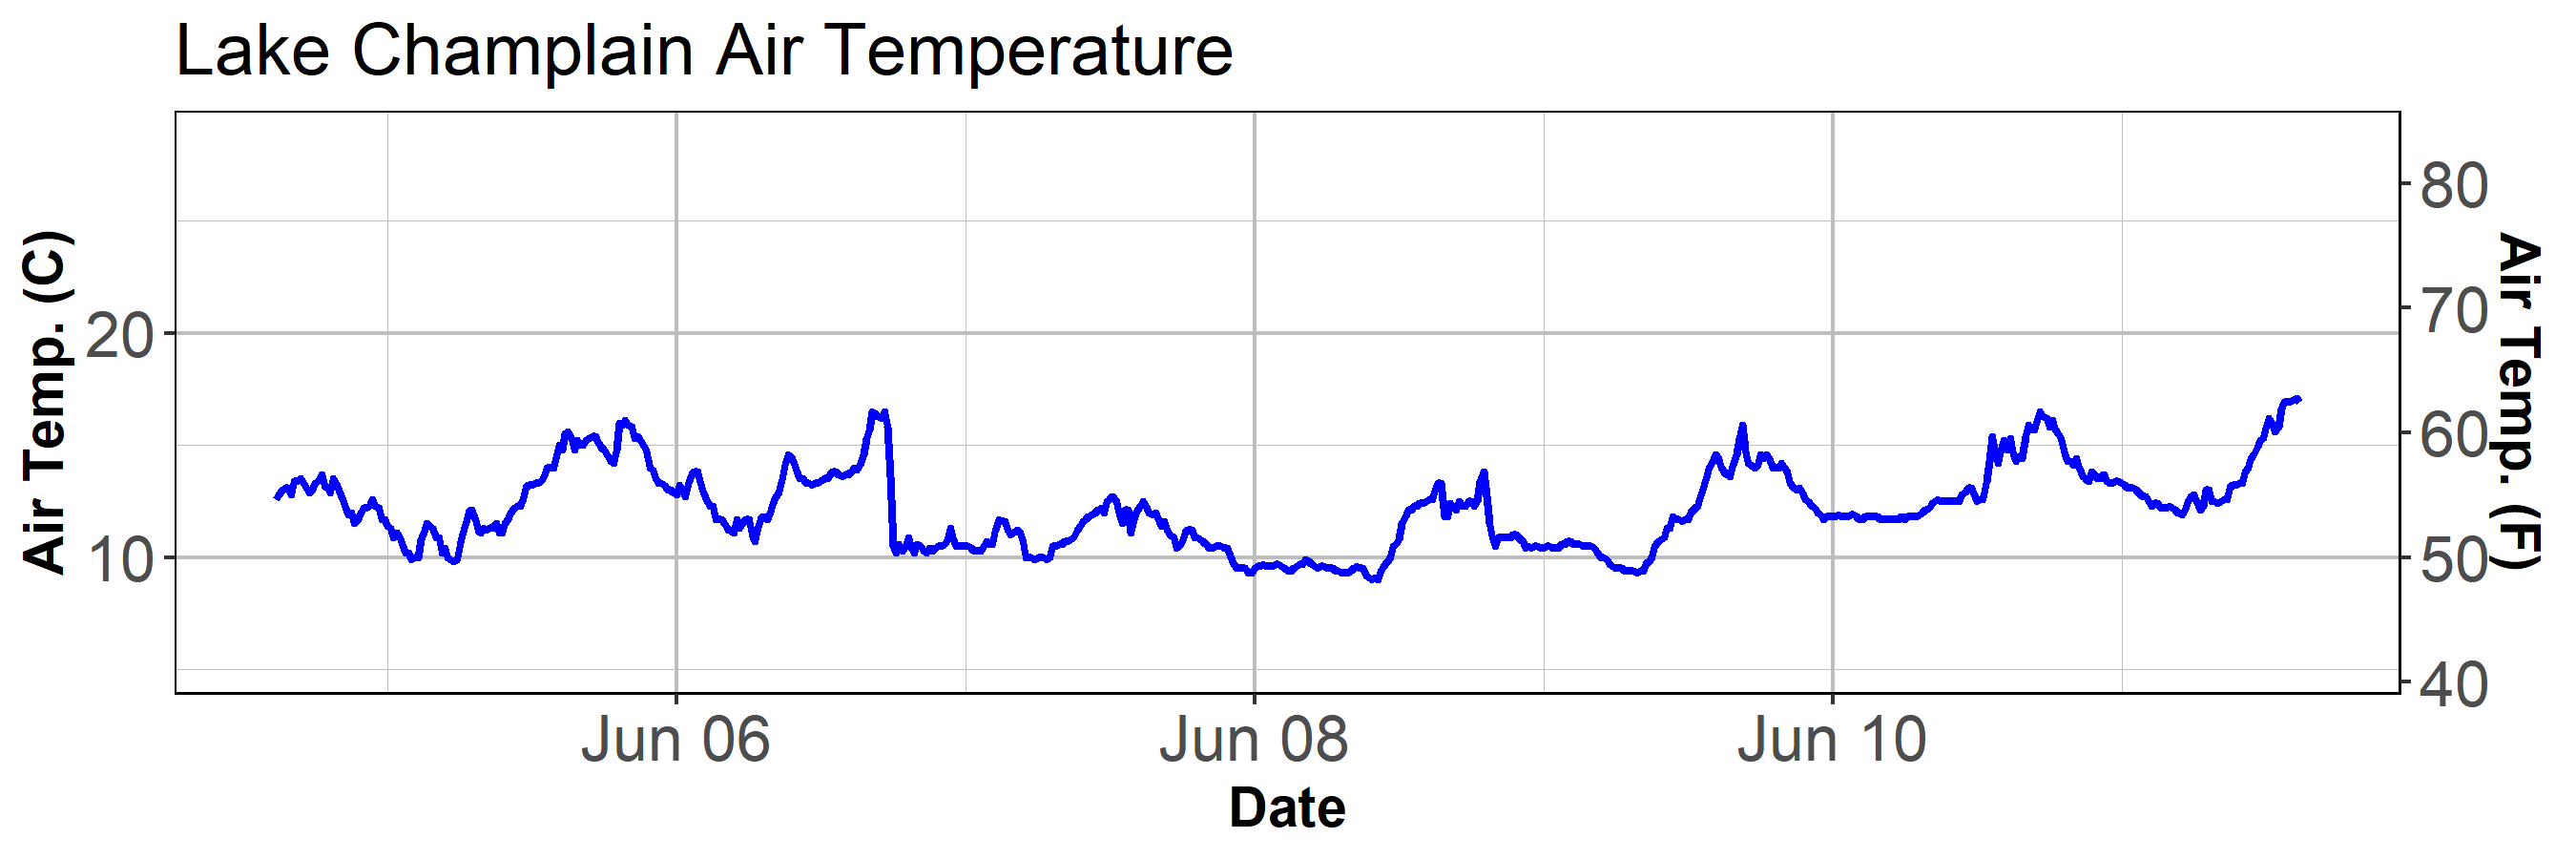 Lake Champlain Air Temperature
Air Temp. (C)
20
10
80
70
60
50
40
Air Temp. (F)
Jun 06
Jun 08
Jun 10
Date